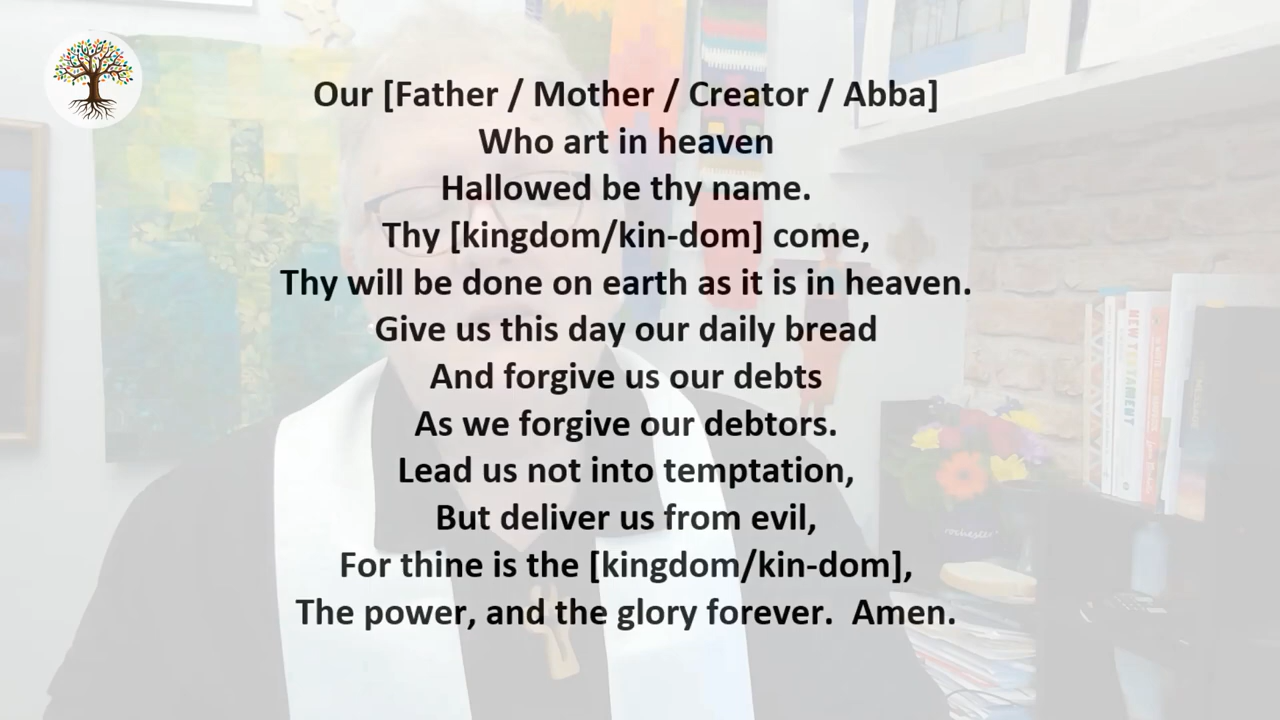 Our [Father / Mother / Creator / Abba]
Who art in heaven
Hallowed be thy name.
Thy [kingdom/kin-dom] come,
Thy will be done on earth as it is in heaven.
Give us this day our daily bread
And forgive us our debts
As we forgive our debtors.
Lead us not into temptation,
But deliver us from evil,
For thine is the [kingdom/kin-dom],
The power, and the glory forever.  Amen.
NEW TESTAMENT